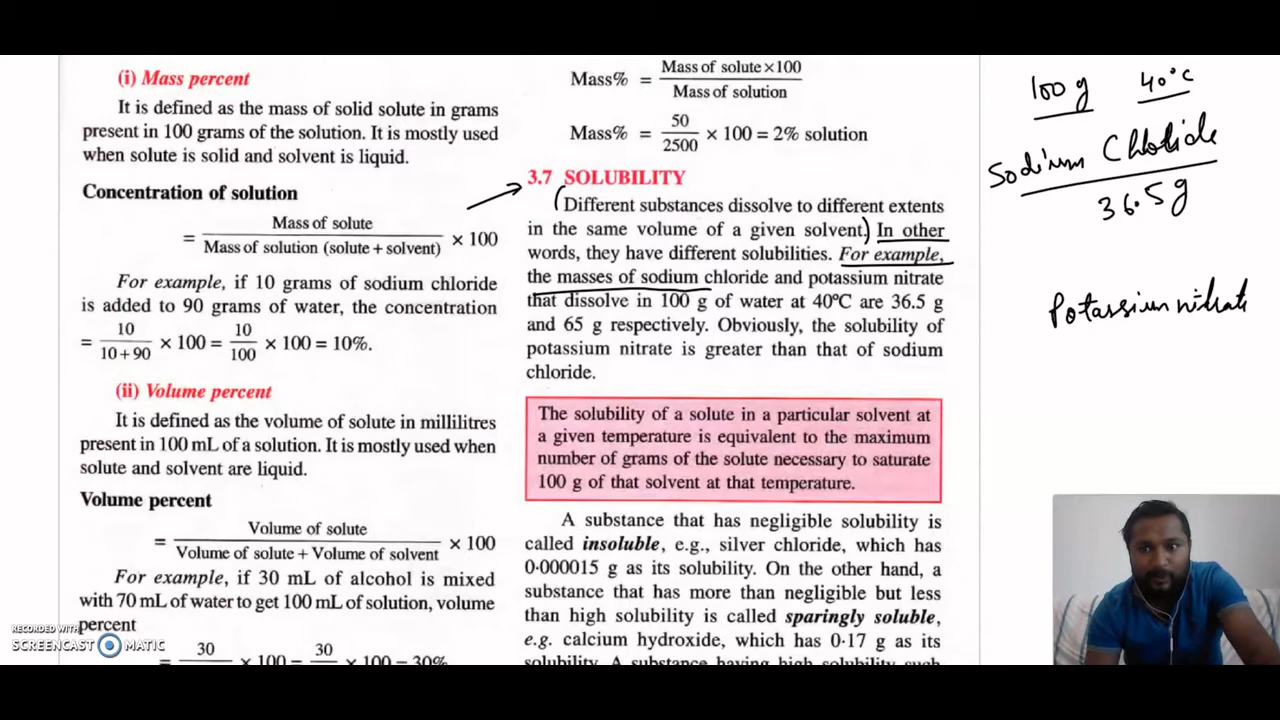 (i) Mass percent
It is defined as the mass of solid solute in grams
present in 100 grams of the solution. It is mostly used
when solute is solid and solvent is liquid.
Concentration of solution
= Mass of solute / Mass of solution (solute + solvent) × 100
For example, if 10 grams of sodium chloride
is added to 90 grams of water, the concentration
= 10 / 10 + 90 × 100 = 10 / 100 × 100 = 10%.
(ii) Volume percent
It is defined as the volume of solute in millilitres
present in 100 mL of a solution. It is mostly used when
solute and solvent are liquid.
Volume percent
= Volume of solute / Volume of solute + Volume of solvent × 100
For example, if 30 mL of alcohol is mixed
with 70 mL of water to get 100 mL of solution, volume
percent
30 × 100 = 30 × 100 = 30%
Mass% = Mass of solute × 100 / Mass of solution
Mass% = 50 / 2500 × 100 = 2% solution
3.7 SOLUBILITY
(Different substances dissolve to different extents
in the same volume of a given solvent.) In other
words, they have different solubilities. For example,
the masses of sodium chloride and potassium nitrate
that dissolve in 100 g of water at 40ºC are 36.5 g
and 65 g respectively. Obviously, the solubility of
potassium nitrate is greater than that of sodium
chloride.
The solubility of a solute in a particular solvent at
a given temperature is equivalent to the maximum
number of grams of the solute necessary to saturate
100 g of that solvent at that temperature.
A substance that has negligible solubility is
called insoluble, e.g., silver chloride, which has
0·000015 g as its solubility. On the other hand, a
substance that has more than negligible but less
than high solubility is called sparingly soluble,
e.g. calcium hydroxide, which has 0·17 g as its
solubility. A substance having high solubility such
100 g 40°C
Sodium Chloride
36.5g
Potassium nitrate
RECORDED WITH
SCREENCAST MATIC